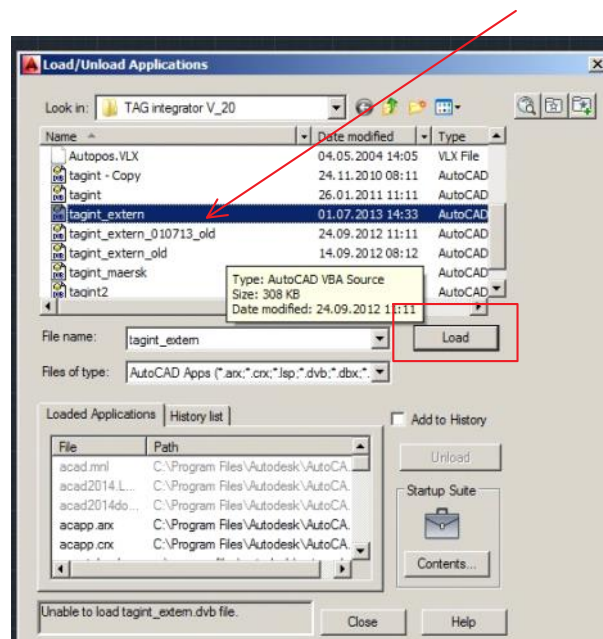 Load/Unload Applications
Look in: TAG integrator V_20
Name Date modified Type
Autopos.VLX 04.05.2004 14:05 VLX File
tagint - Copy 24.11.2010 08:11 AutoCAD
tagint 26.01.2011 11:11 AutoCAD
tagint_extern 01.07.2013 14:33 AutoCAD
tagint_extern_010713_old 24.09.2012 11:11 AutoCAD
tagint_extern_old 14.09.2012 08:12 AutoCAD
tagint_maersk AutoCAD
tagint2 AutoCAD
Type: AutoCAD VBA Source
Size: 308 KB
Date modified: 24.09.2012 11:11
File name: tagint_extern Load
Files of type: AutoCAD Apps (*.arx;*.crx;*.lsp;*.dvb;*.dbx;*.
Loaded Applications History list Add to History
File Path
acad.mnl C:\Program Files\Autodesk\AutoCA.
acad2014.L... C:\Program Files\Autodesk\AutoCA.
acad2014do... C:\Program Files\Autodesk\AutoCA.
acapp.arx C:\Program Files\Autodesk\AutoCA.
acapp.crx C:\Program Files\Autodesk\AutoCA.
Unload
Startup Suite
Contents...
Unable to load tagint_extern.dvb file.
Close Help